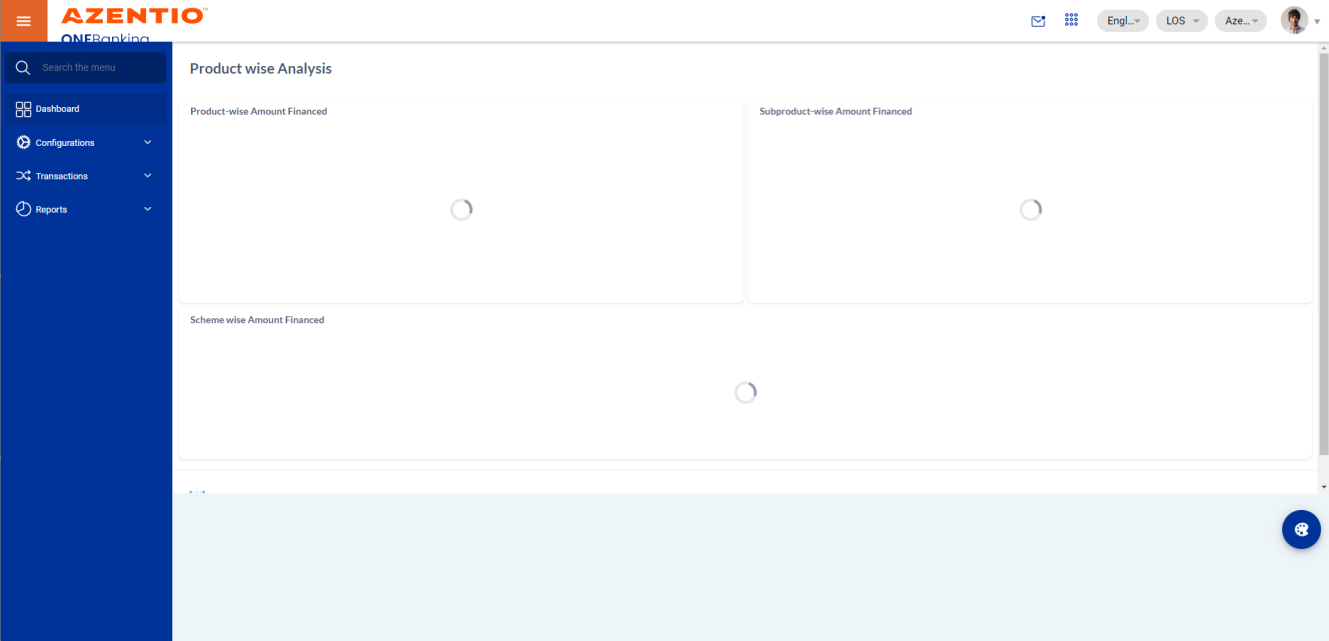 AZENTIO™
ONEBanking
Engl...
LOS
Aze...
Search the menu
Dashboard
Configurations
Transactions
Reports
Product wise Analysis
Product-wise Amount Financed
Subproduct-wise Amount Financed
Scheme wise Amount Financed